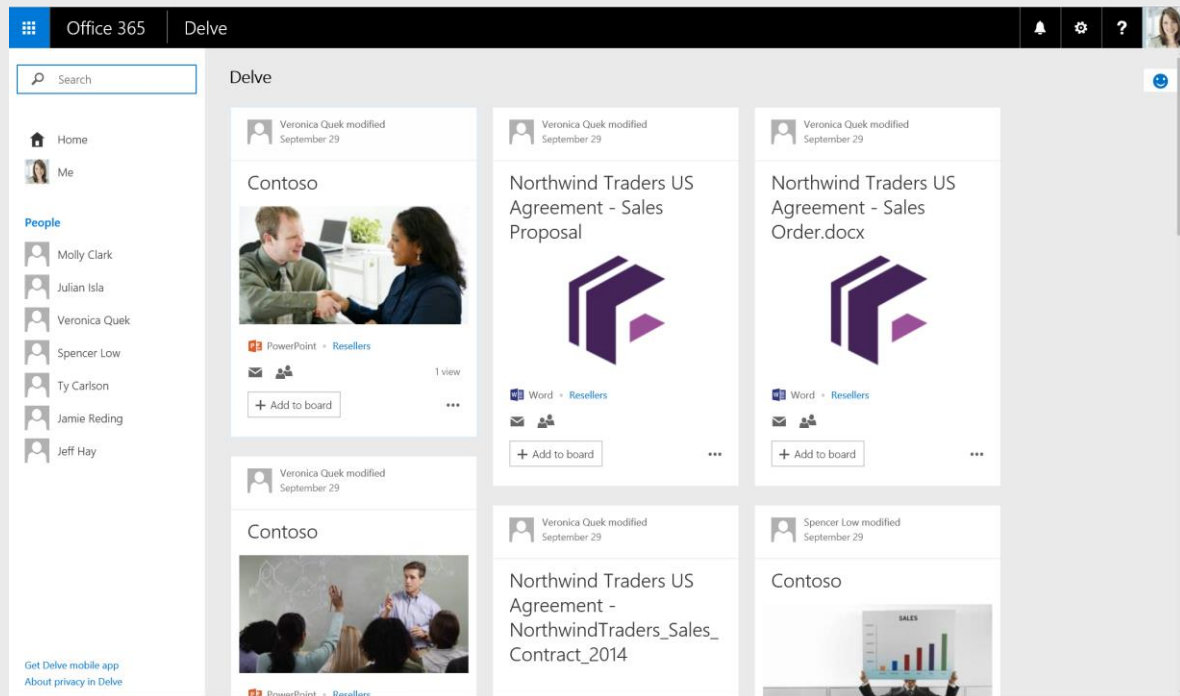 Office 365
Delve
?
Search
Home
Me
People
Molly Clark
Julian Isla
Veronica Quek
Spencer Low
Ty Carlson
Jamie Reding
Jeff Hay
Get Delve mobile app
About privacy in Delve
Delve
Veronica Quek modified
September 29
Contoso
PowerPoint • Resellers
1 view
+ Add to board
Veronica Quek modified
September 29
Northwind Traders US
Agreement - Sales
Proposal
Word • Resellers
+ Add to board
Veronica Quek modified
September 29
Northwind Traders US
Agreement - Sales
Order.docx
Word • Resellers
+ Add to board
Veronica Quek modified
September 29
Contoso
PowerPoint • Resellers
Veronica Quek modified
September 29
Northwind Traders US
Agreement -
NorthwindTraders_Sales_
Contract_2014
Spencer Low modified
September 29
Contoso
SALES